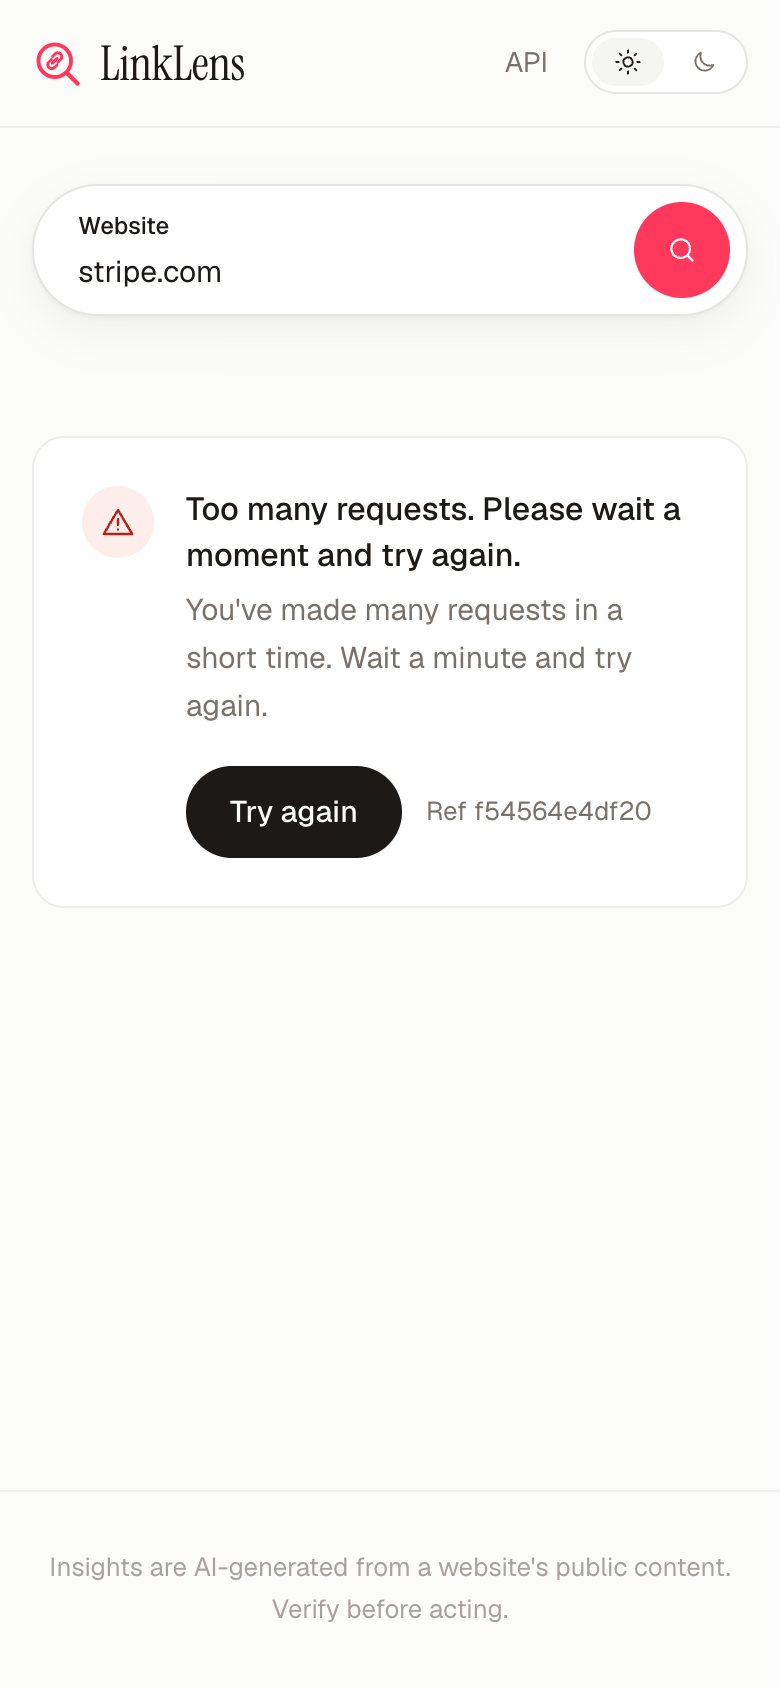 LinkLens
API
Website
stripe.com
Too many requests. Please wait a
moment and try again.
You've made many requests in a
short time. Wait a minute and try
again.
Try again
Ref f54564e4df20
Insights are AI-generated from a website's public content.
Verify before acting.